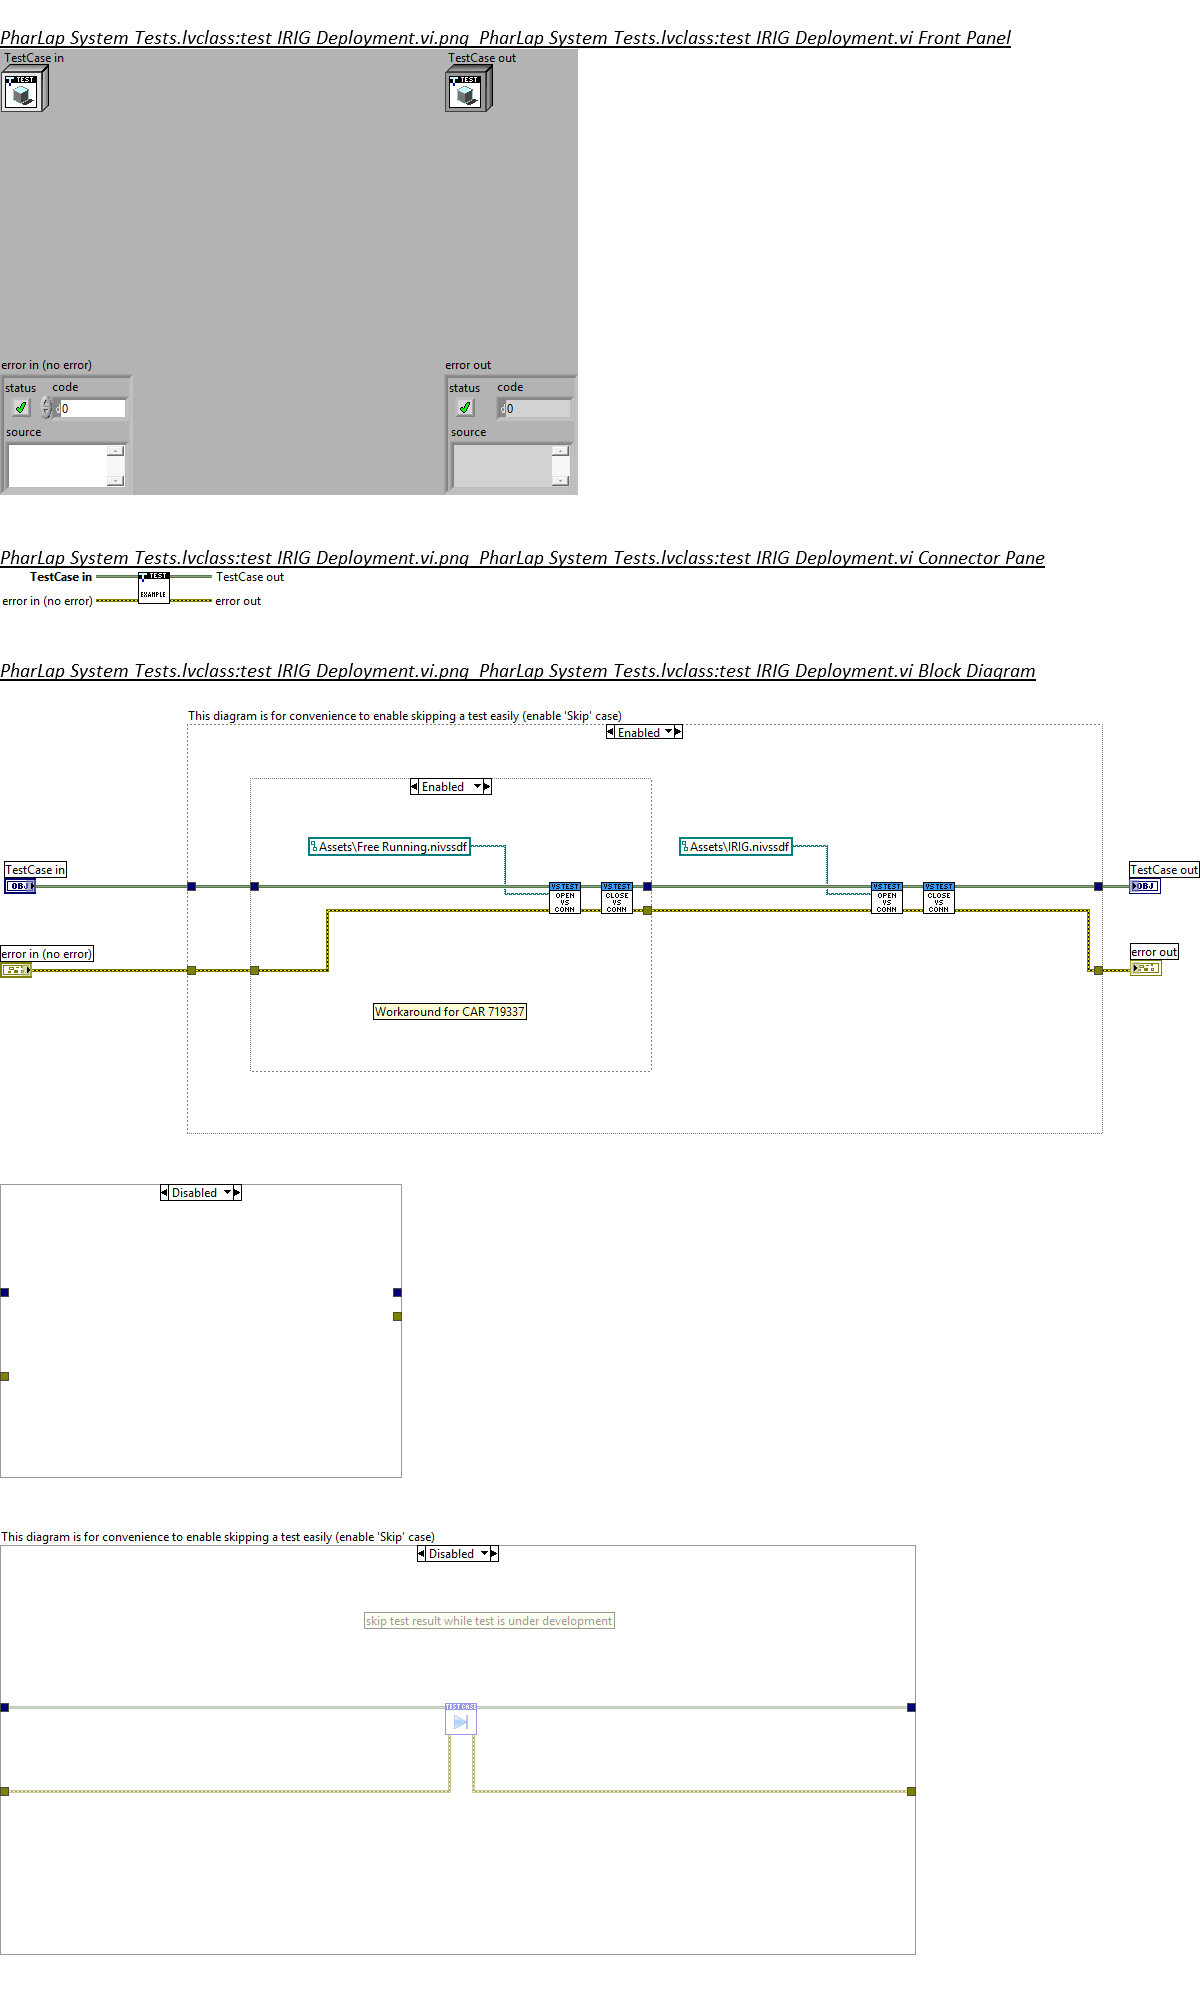 PharLap System Tests.lvclass:test IRIG Deployment.vi.png  PharLap System Tests.lvclass:test IRIG Deployment.vi Front Panel
TestCase in
TestCase out
TEST
TEST
error in (no error)
error out
status code
status code
d0
d0
source
source
PharLap System Tests.lvclass:test IRIG Deployment.vi.png  PharLap System Tests.lvclass:test IRIG Deployment.vi Connector Pane
TestCase in
TEST
TestCase out
error in (no error)
EXAMPLE
error out
PharLap System Tests.lvclass:test IRIG Deployment.vi.png  PharLap System Tests.lvclass:test IRIG Deployment.vi Block Diagram
This diagram is for convenience to enable skipping a test easily (enable 'Skip' case)
Enabled
Enabled
Assets\Free Running.nivssdf
Assets\IRIG.nivssdf
TestCase in
OBJ
VS TEST
OPEN
VS
CONN
VS TEST
CLOSE
VS
CONN
VS TEST
OPEN
VS
CONN
VS TEST
CLOSE
VS
CONN
TestCase out
OBJ
error in (no error)
error out
Workaround for CAR 719337
Disabled
This diagram is for convenience to enable skipping a test easily (enable 'Skip' case)
Disabled
skip test result while test is under development
TEST CASE